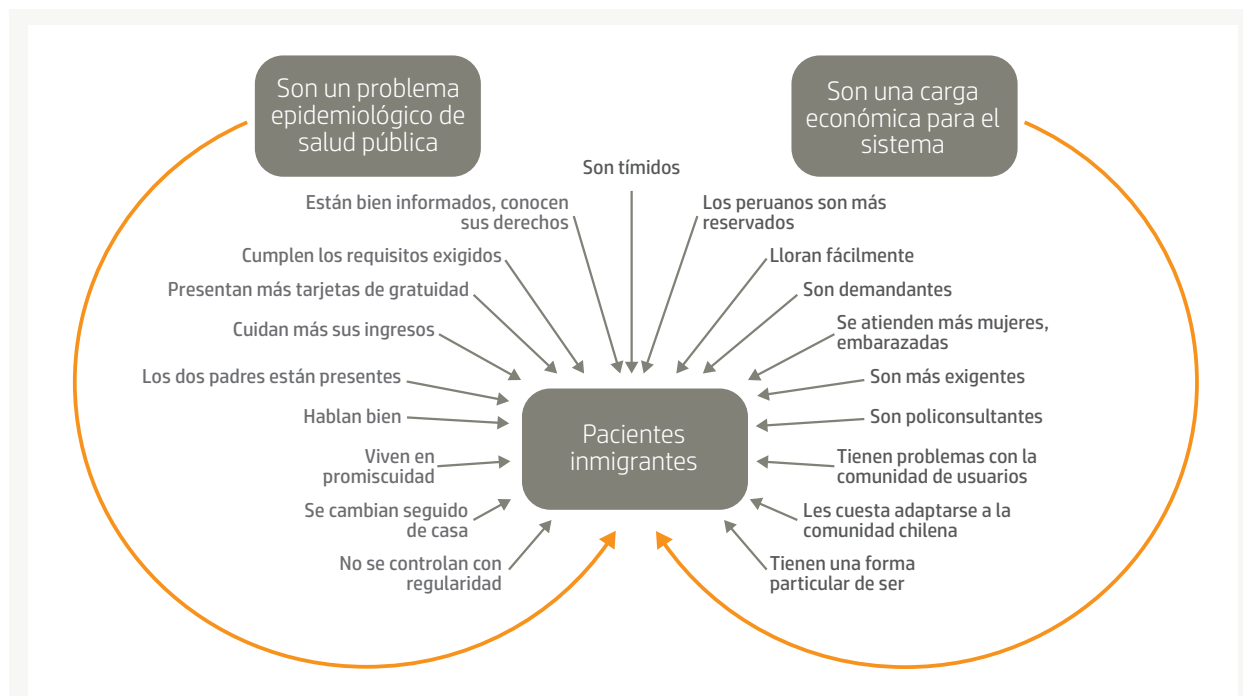 Son un problema
epidemiológico de
salud pública
Son una carga
económica para el
sistema
Son tímidos
Están bien informados, conocen
sus derechos
Los peruanos son más
reservados
Cumplen los requisitos exigidos
Lloran fácilmente
Presentan más tarjetas de gratuidad
Son demandantes
Cuidan más sus ingresos
Se atienden más mujeres,
embarazadas
Los dos padres están presentes
Son más exigentes
Hablan bien
Son policonsultantes
Pacientes
inmigrantes
Viven en
promiscuidad
Tienen problemas con la
comunidad de usuarios
Se cambian seguido
de casa
Les cuesta adaptarse a la
comunidad chilena
No se controlan con
regularidad
Tienen una forma
particular de ser